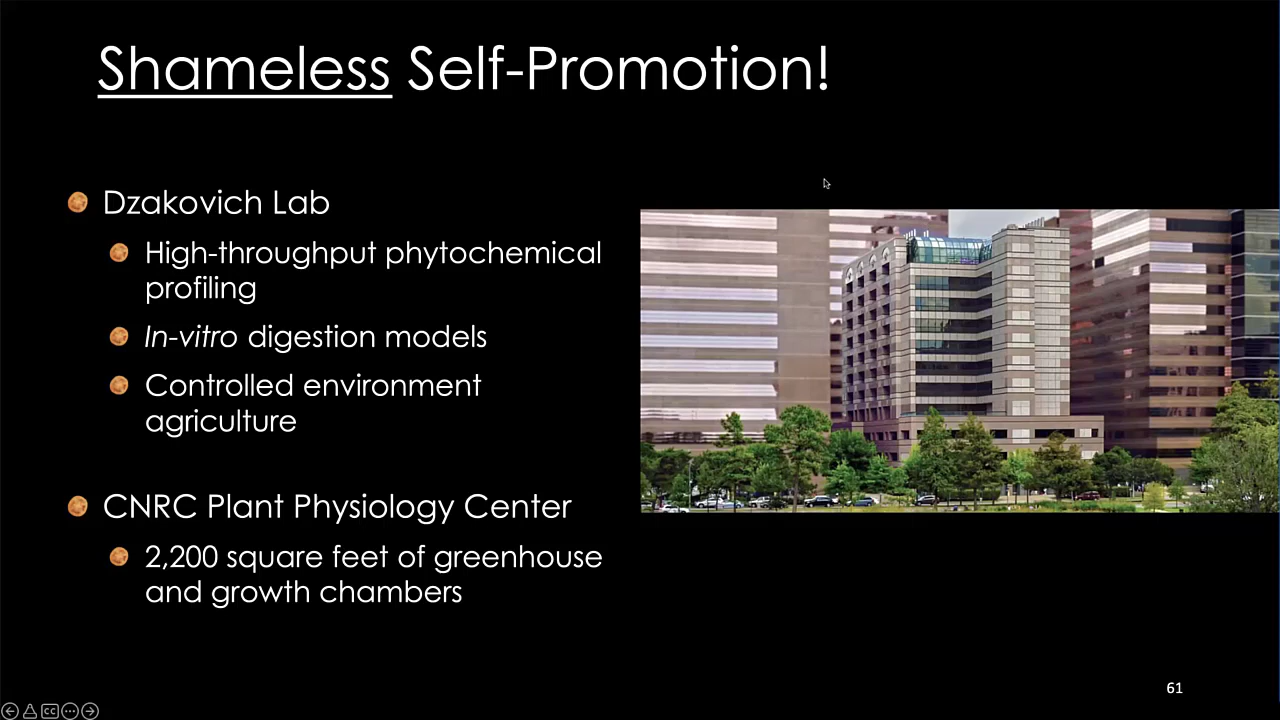 Shameless Self-Promotion!
Dzakovich Lab
High-throughput phytochemical
profiling
In-vitro digestion models
Controlled environment
agriculture
CNRC Plant Physiology Center
2,200 square feet of greenhouse
and growth chambers
61
CC